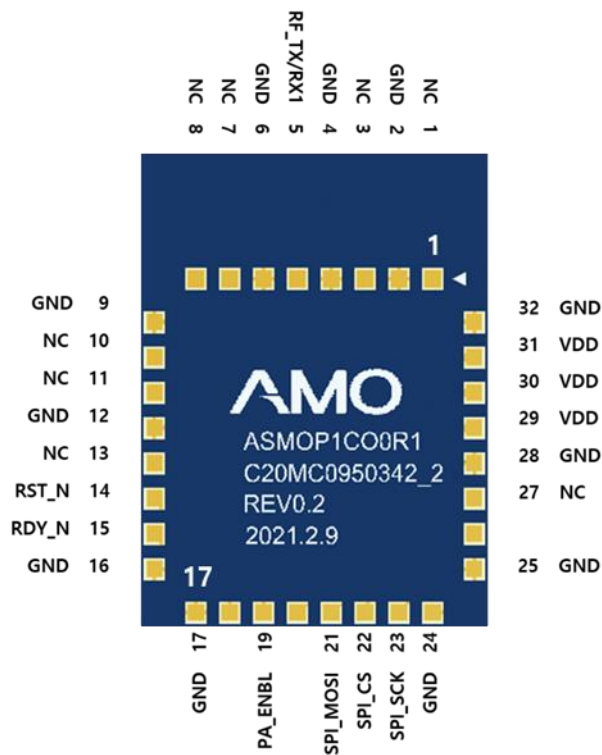 NC NC GND RF_TX/RX1 GND NC GND NC
8 7 6 5 4 3 2 1
1
GND 9
NC 10
NC 11
GND 12
NC 13
RST_N 14
RDY_N 15
GND 16
32 GND
31 VDD
30 VDD
29 VDD
28 GND
27 NC
25 GND
AMO
ASMOP1CO0R1
C20MC0950342_2
REV0.2
2021.2.9
17
17 19 21 22 23 24
GND PA_ENBL SPI_MOSI SPI_CS SPI_SCK GND